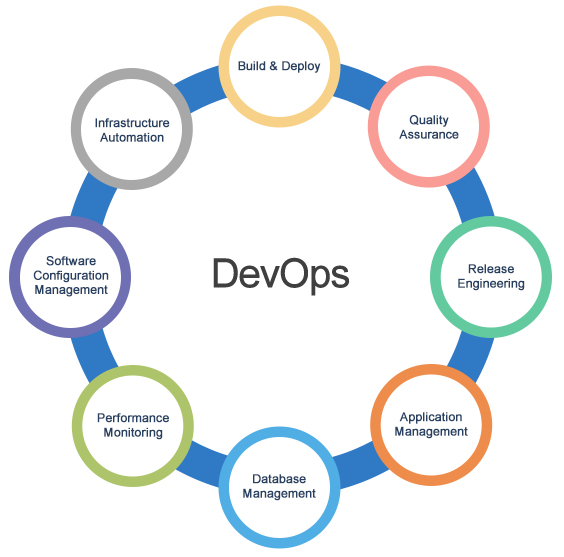 Build & Deploy
Quality
Assurance
Release
Engineering
Application
Management
Database
Management
Performance
Monitoring
Software
Configuration
Management
Infrastructure
Automation
DevOps